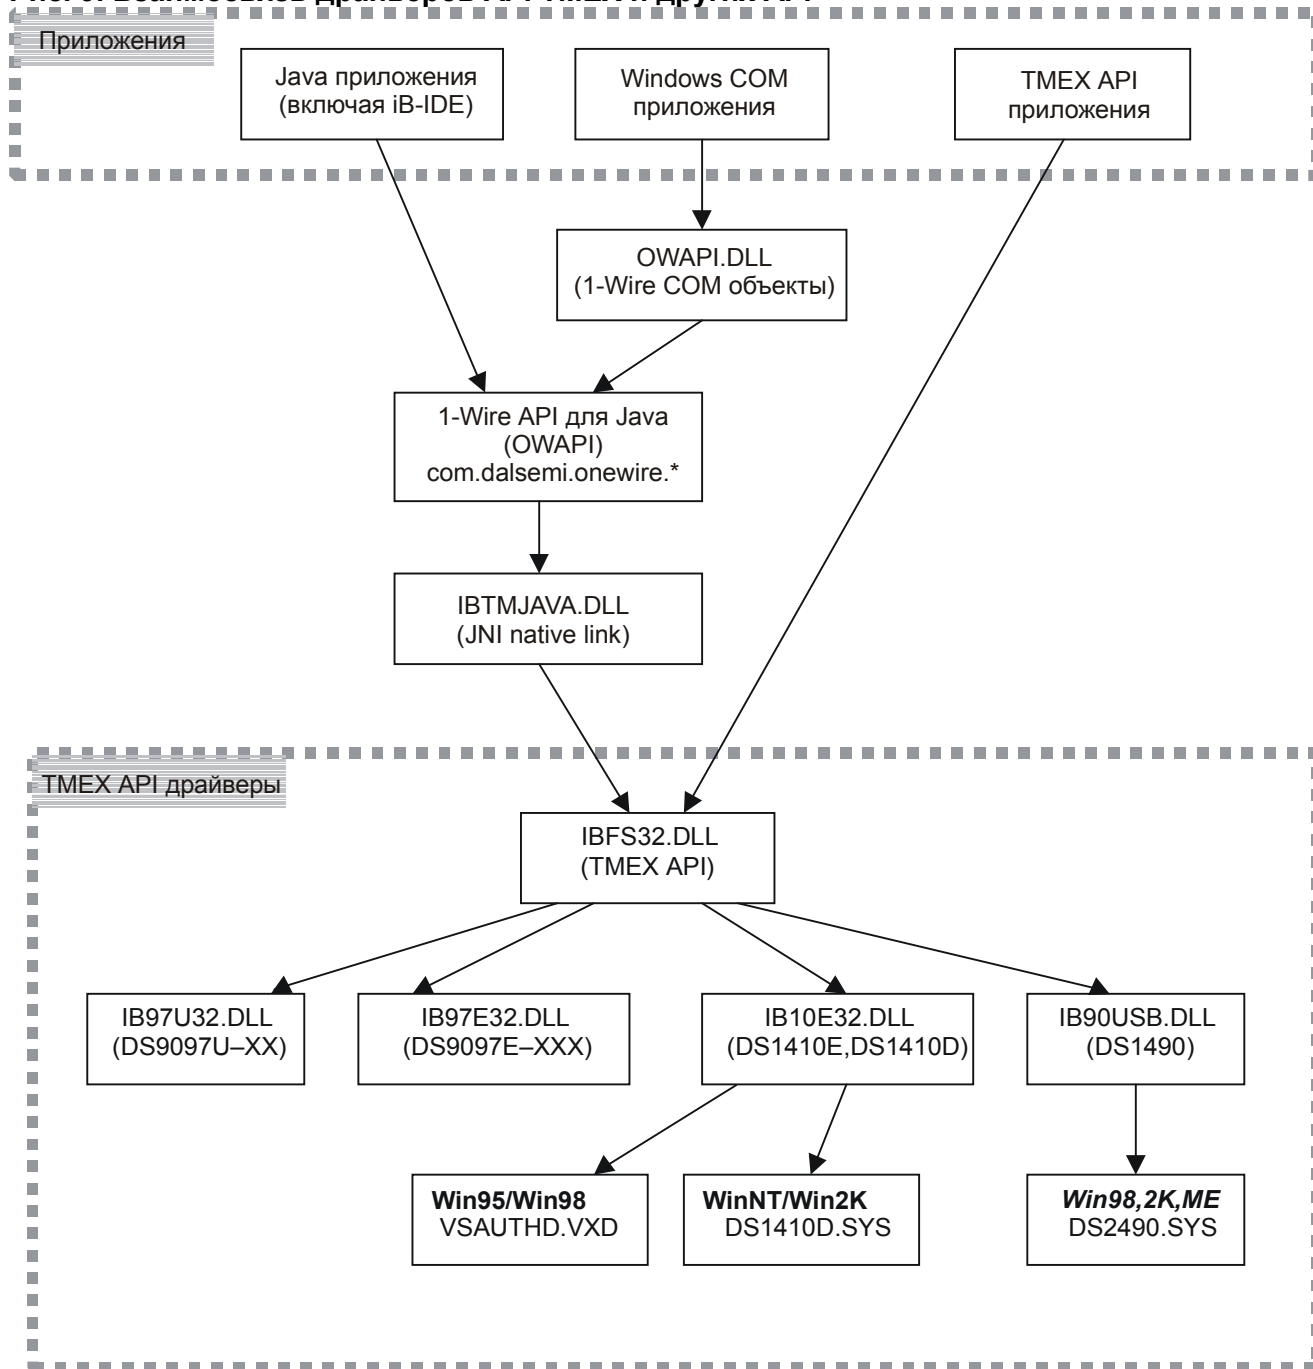 Приложения
Java приложения
(включая iB-IDE)
Windows COM
приложения
TMEX API
приложения
OWAPI.DLL
(1-Wire COM объекты)
1-Wire API для Java
(OWAPI)
com.dalsemi.onewire.*
IBTMJAVA.DLL
(JNI native link)
TMEX API драйверы
IBFS32.DLL
(TMEX API)
IB97U32.DLL
(DS9097U–XX)
IB97E32.DLL
(DS9097E–XXX)
IB10E32.DLL
(DS1410E,DS1410D)
IB90USB.DLL
(DS1490)
Win95/Win98
VSAUTHD.VXD
WinNT/Win2K
DS1410D.SYS
Win98,2K,ME
DS2490.SYS